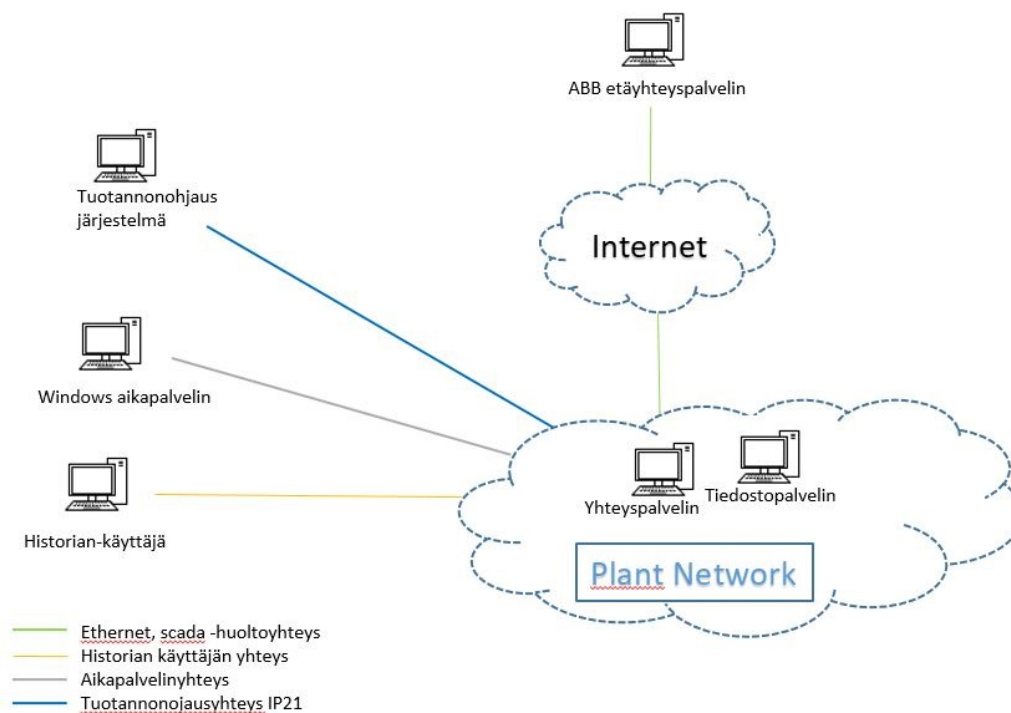 ABB etäyhteyspalvelin
Tuotannonohjaus
järjestelmä
Internet
Windows aikapalvelin
Yhteyspalvelin
Tiedostopalvelin
Historian-käyttäjä
Plant Network
Ethernet, scada -huoltoyhteys
Historian käyttäjän yhteys
Aikapalvelinyhteys
Tuotannonojausyhteys IP21